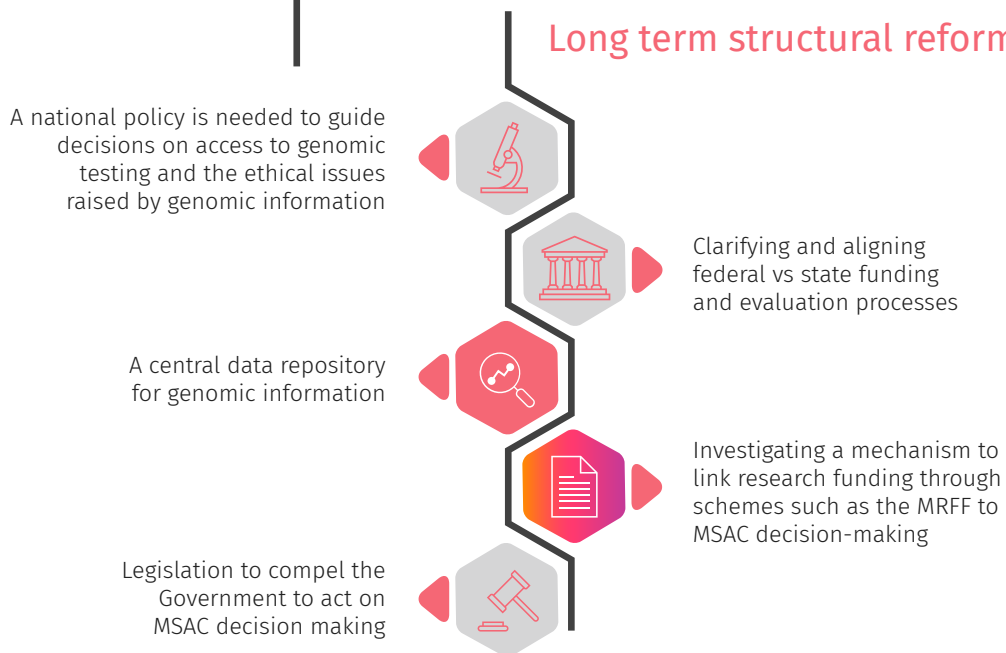 Long term structural reform
A national policy is needed to guide
decisions on access to genomic
testing and the ethical issues
raised by genomic information
Clarifying and aligning
federal vs state funding
and evaluation processes
A central data repository
for genomic information
Investigating a mechanism to
link research funding through
schemes such as the MRFF to
MSAC decision-making
Legislation to compel the
Government to act on
MSAC decision making